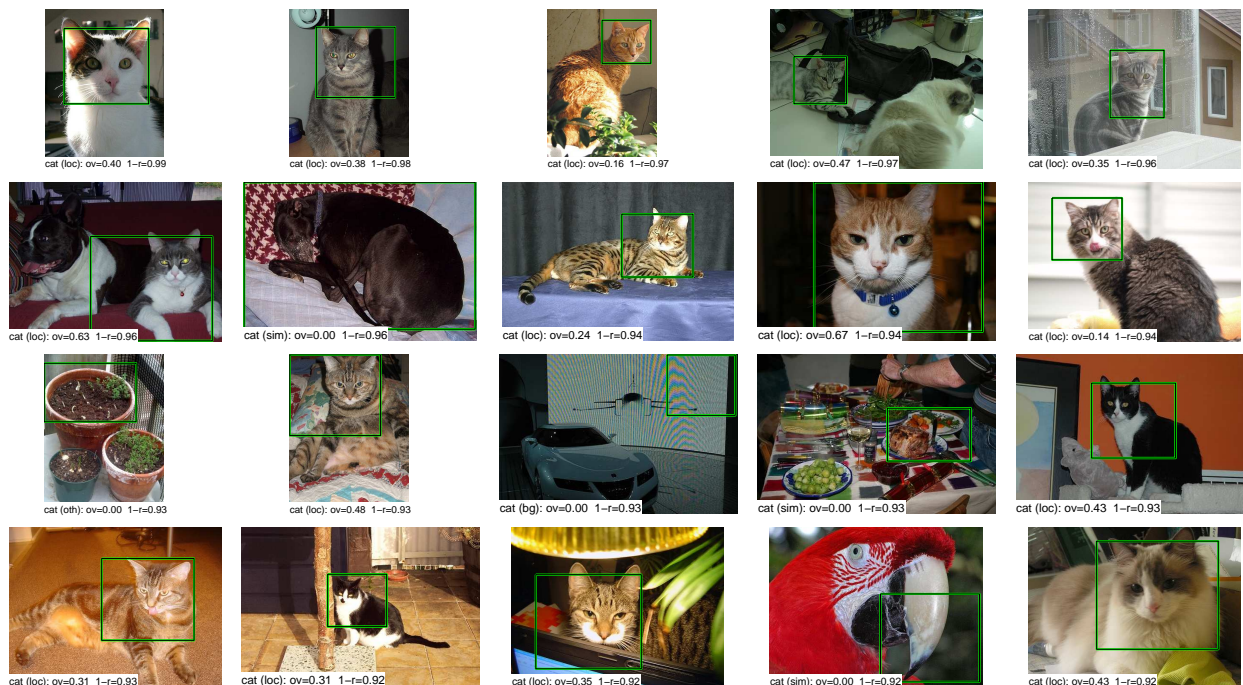 cat (loc): ov=0.40 1−r=0.99
cat (loc): ov=0.38 1−r=0.98
cat (loc): ov=0.16 1−r=0.97
cat (loc): ov=0.47 1−r=0.97
cat (loc): ov=0.35 1−r=0.96
cat (loc): ov=0.63 1−r=0.96
cat (sim): ov=0.00 1−r=0.96
cat (loc): ov=0.24 1−r=0.94
cat (loc): ov=0.67 1−r=0.94
cat (loc): ov=0.14 1−r=0.94
cat (oth): ov=0.00 1−r=0.93
cat (loc): ov=0.48 1−r=0.93
cat (bg): ov=0.00 1−r=0.93
cat (sim): ov=0.00 1−r=0.93
cat (loc): ov=0.43 1−r=0.93
cat (loc): ov=0.31 1−r=0.93
cat (loc): ov=0.31 1−r=0.92
cat (loc): ov=0.35 1−r=0.92
cat (sim): ov=0.00 1−r=0.92
cat (loc): ov=0.43 1−r=0.92